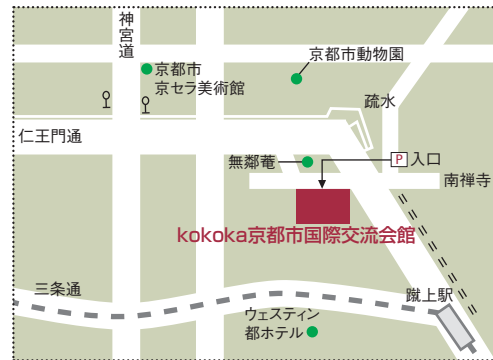 神宮道
京都市
京セラ美術館
京都市動物園
疏水
仁王門通
無鄰菴
P入口
南禅寺
kokoka京都市国際交流会館
三条通
蹴上駅
ウェスティン
都ホテル